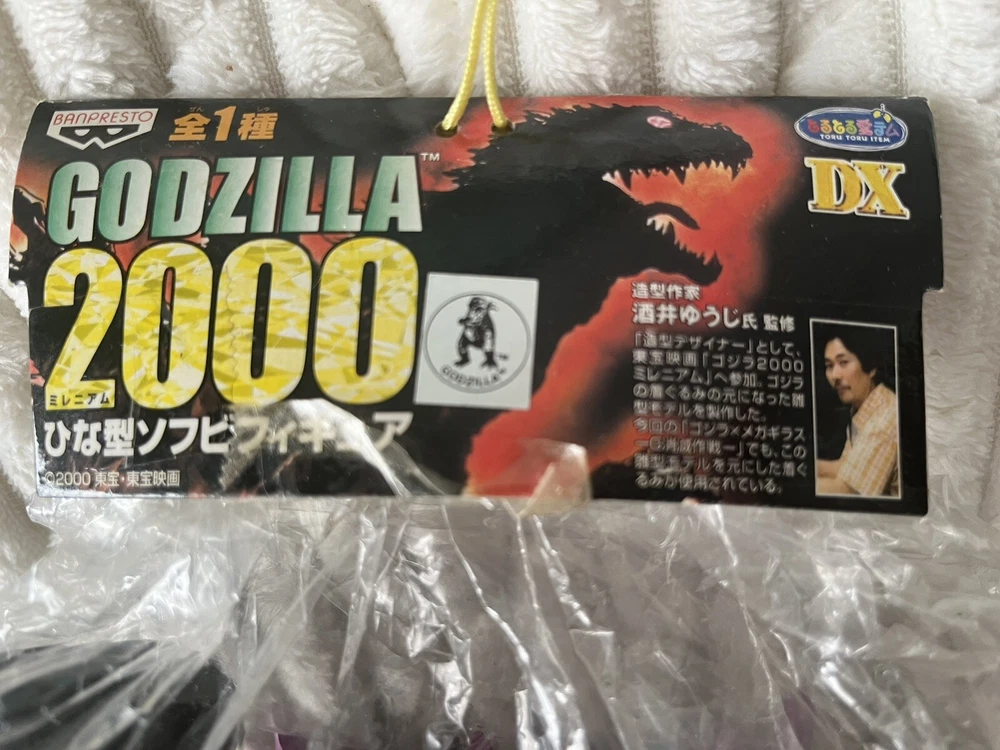 BANPRESTO
全1種
ぜん しゅ
GODZILLA™
2000
ミレニアム
ひな型ソフビフィギュア
©2000 東宝・東宝映画
GODZILLA™
とるとる愛テム
TORU TORU ITEM
DX
造型作家
酒井ゆうじ氏 監修
「造型デザイナー」として、
東宝映画「ゴジラ2000
ミレニアム」へ参加。ゴジラ
の着ぐるみの元になった雛
型モデルを製作した。
今回の「ゴジラ×メガギラス
－G消滅作戦－」でも、この
雛型モデルを元にした着ぐ
るみが使用されている。